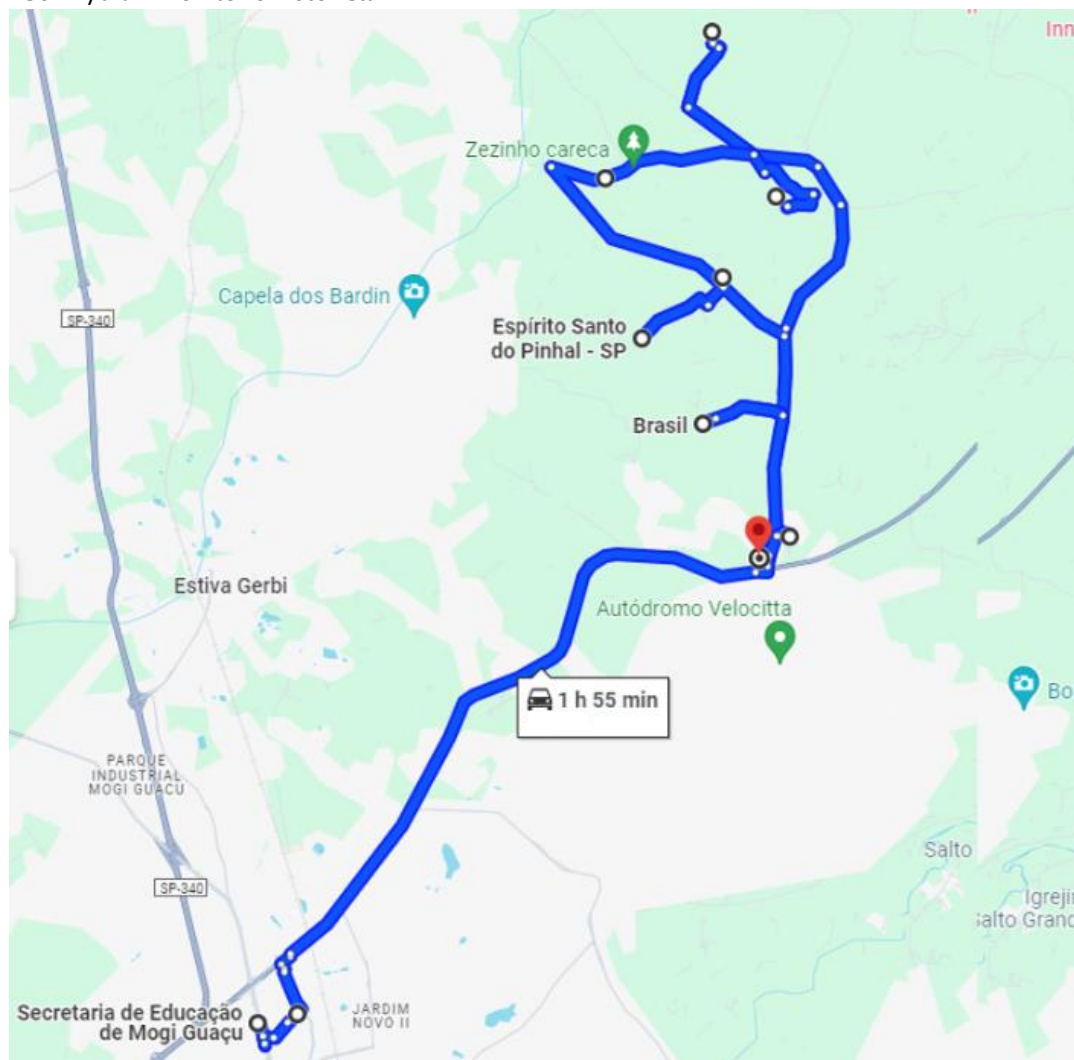 Inn
Zezinho careca
Capela dos Bardin
SP-340
Espírito Santo
do Pinhal - SP
Brasil
Estiva Gerbi
Autódromo Velocitta
1 h 55 min
Bo
PARQUE
INDUSTRIAL
MOGI GUAÇU
Salto
SP-340
Igreji
Salto Grand
Secretaria de Educação
de Mogi Guaçu
JARDIM
NOVO II